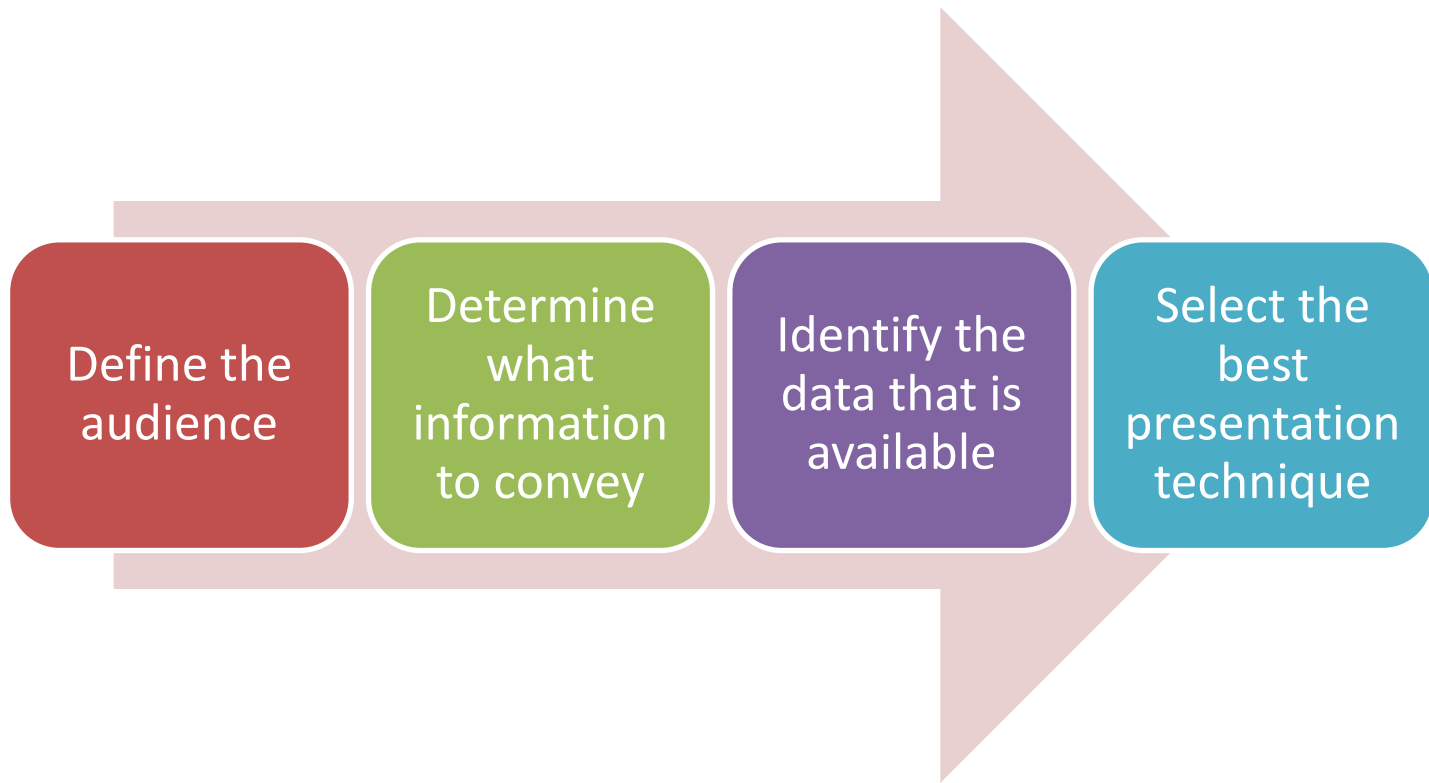 Define the
audience
Determine
what
information
to convey
Identify the
data that is
available
Select the
best
presentation
technique